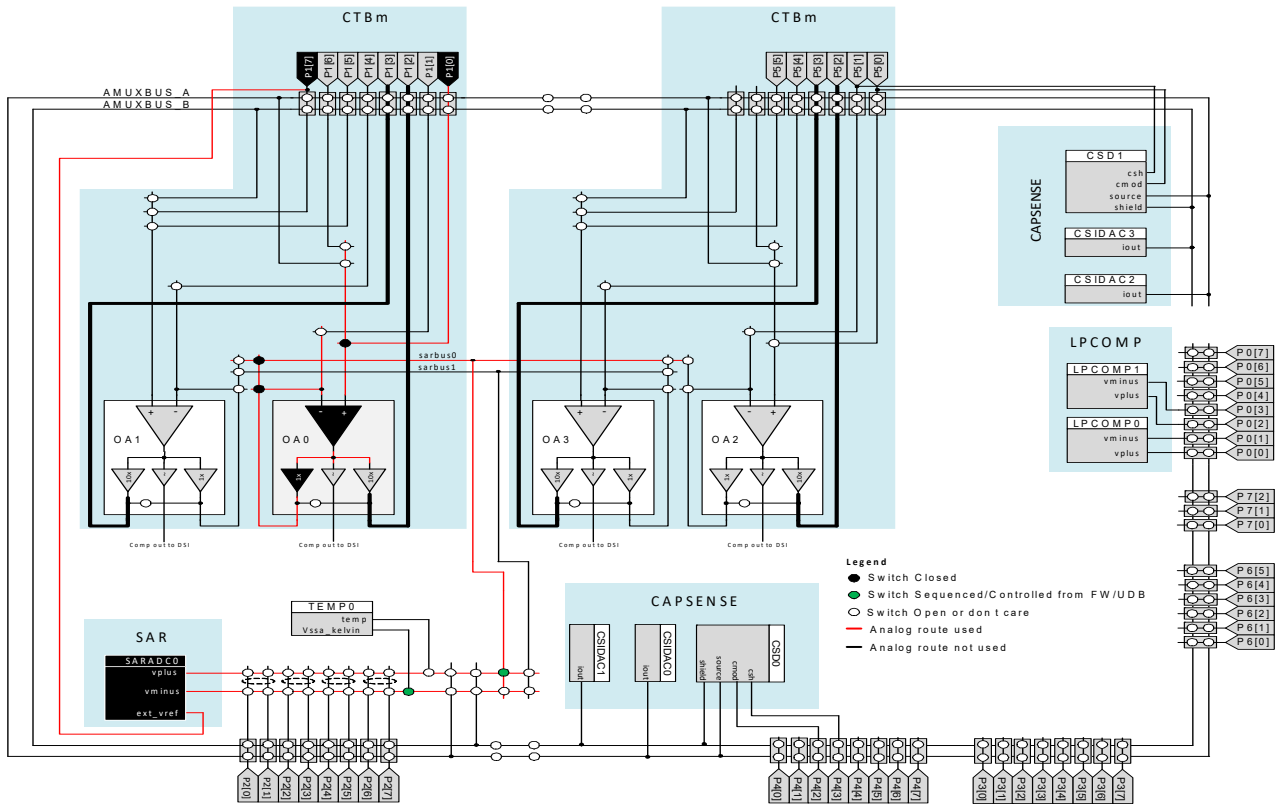 CTBm
CTBm
P1[7]
P1[6]
P1[5]
P1[4]
P1[3]
P1[2]
P1[1]
P1[0]
P5[5]
P5[4]
P5[3]
P5[2]
P5[1]
P5[0]
AMUXBUS_A
AMUXBUS_B
CAPSENSE
CSD1
csh
cmod
source
shield
CSIDAC3
iout
CSIDAC2
iout
sarbus0
sarbus1
LPCOMP
LPCOMP1
vminus
vplus
LPCOMP0
vminus
vplus
P0[7]
P0[6]
P0[5]
P0[4]
P0[3]
P0[2]
P0[1]
P0[0]
+ -
OA1
10x
~
1x
- +
OA0
1x
~
10x
+ -
OA3
10x
~
1x
- +
OA2
1x
~
10x
Comp out to DSI
Comp out to DSI
Comp out to DSI
Comp out to DSI
P7[2]
P7[1]
P7[0]
Legend
Switch Closed
Switch Sequenced/Controlled from FW/UDB
Switch Open or don t care
Analog route used
Analog route not used
P6[5]
P6[4]
P6[3]
P6[2]
P6[1]
P6[0]
TEMP0
temp
Vssa_kelvin
SAR
SARADC0
vplus
vminus
ext_vref
CAPSENSE
CSIDAC1
iout
CSIDAC0
iout
CSD0
shield
source
cmod
csh
P2[0]
P2[1]
P2[2]
P2[3]
P2[4]
P2[5]
P2[6]
P2[7]
P4[0]
P4[1]
P4[2]
P4[3]
P4[4]
P4[5]
P4[6]
P4[7]
P3[0]
P3[1]
P3[2]
P3[3]
P3[4]
P3[5]
P3[6]
P3[7]